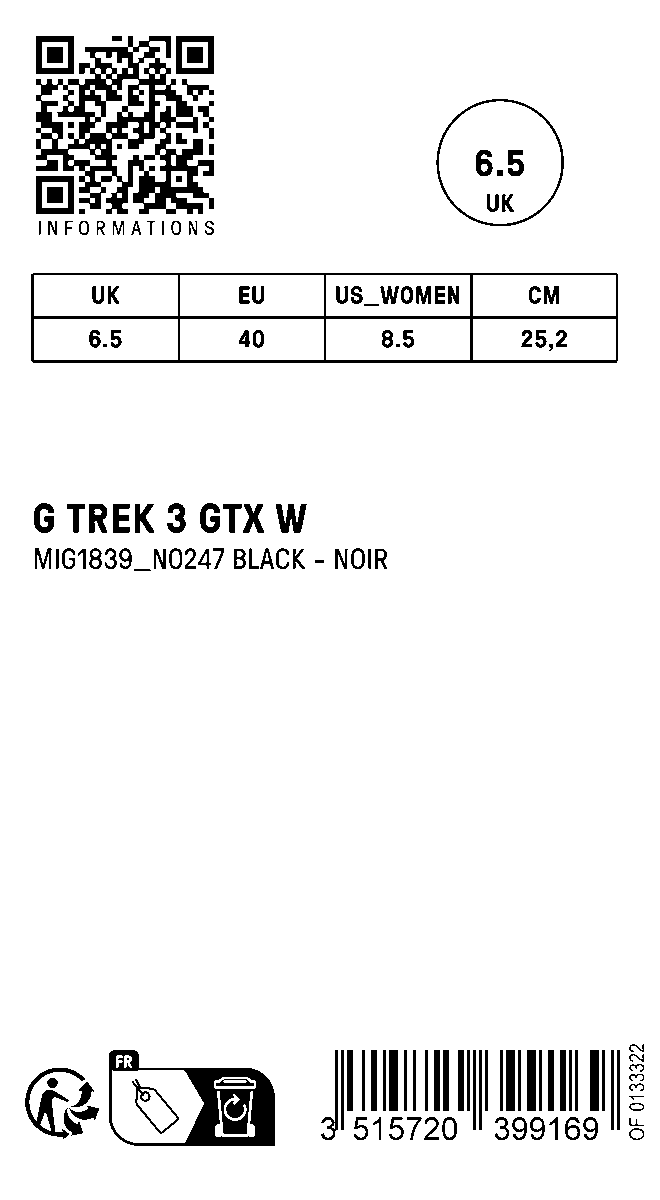 INFORMATIONS
6.5
UK
UK EU US_WOMEN CM
6.5 40 8.5 25,2
G TREK 3 GTX W
MIG1839_N0247 BLACK - NOIR
FR
3 515720 399169
OF 0133322